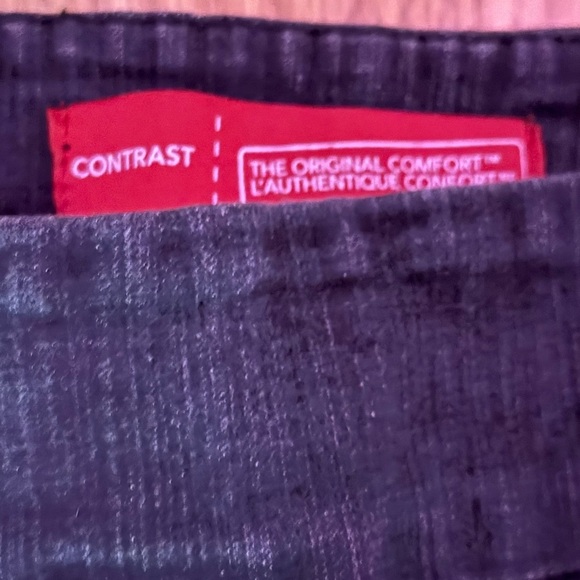 CONTRAST
THE ORIGINAL COMFORT™
L'AUTHENTIQUE CONFORT™